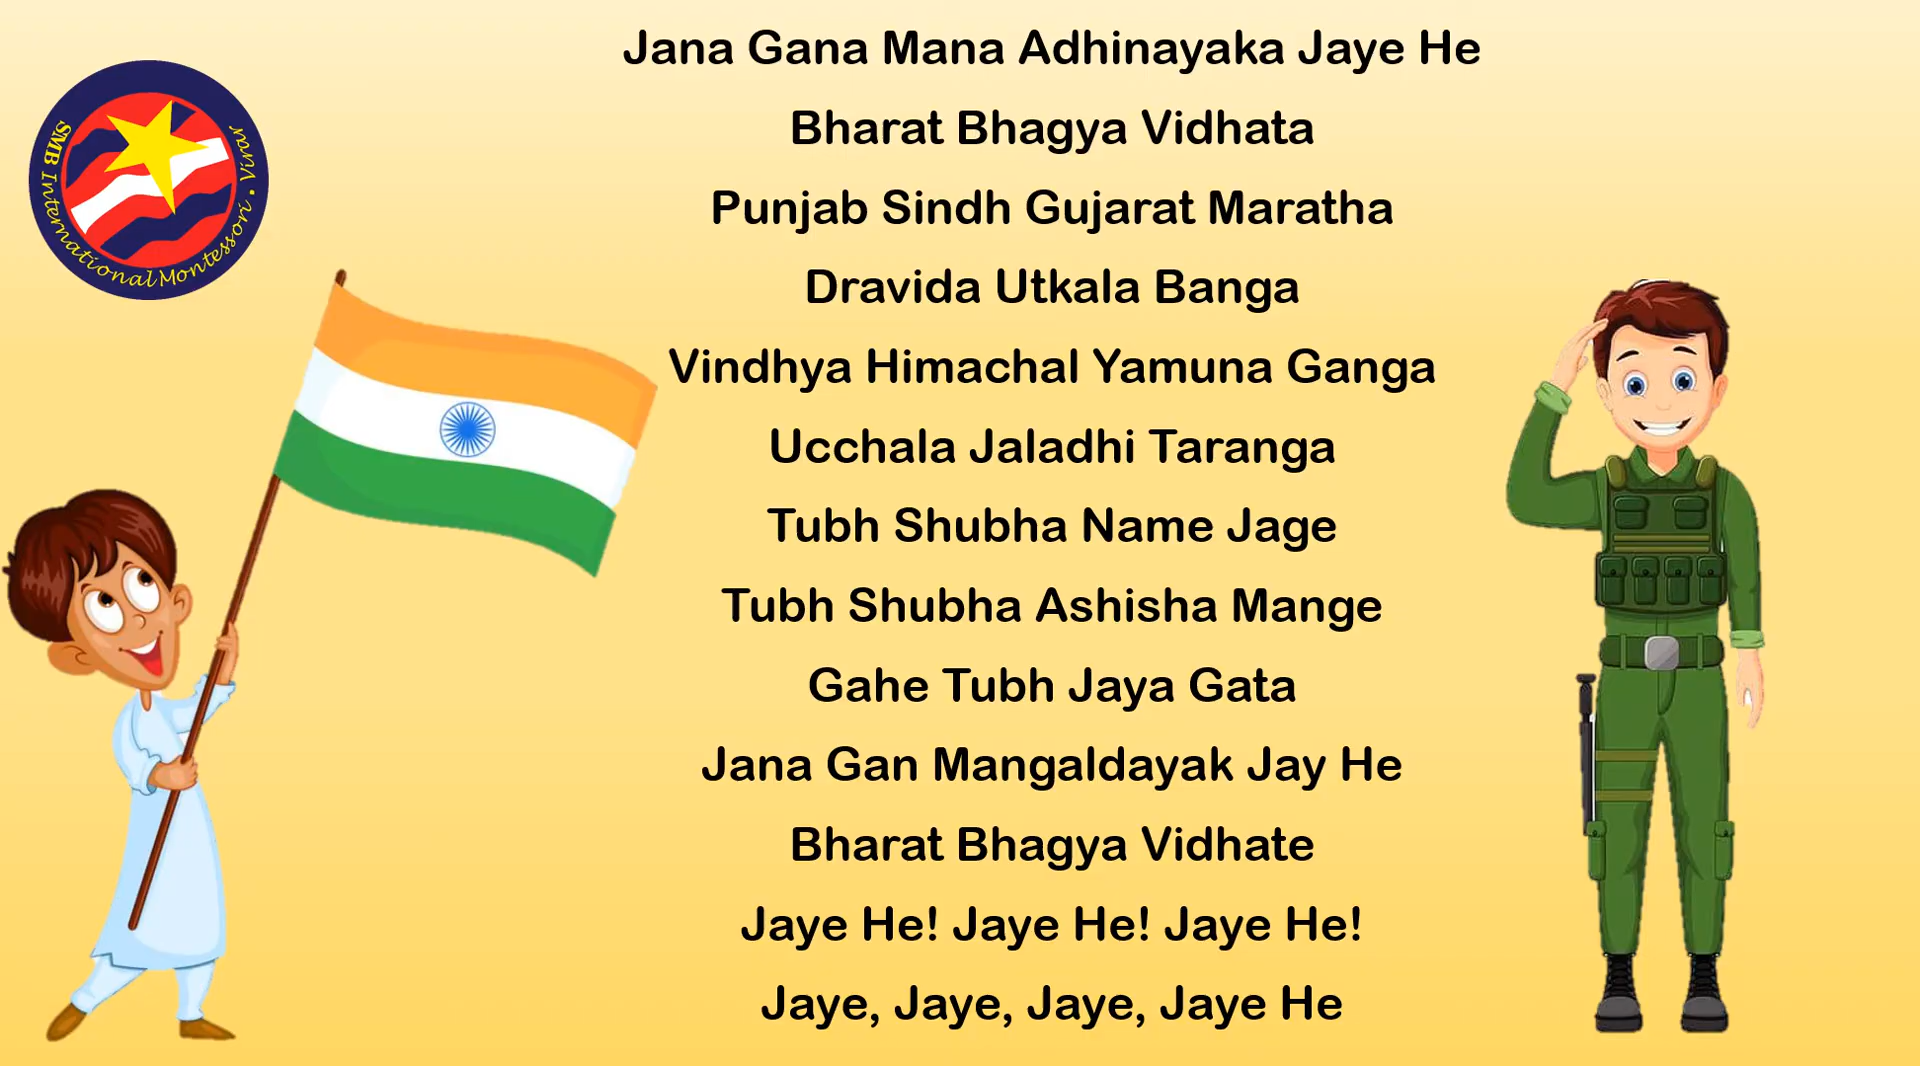 SMB International Montessori • Virar
Jana Gana Mana Adhinayaka Jaye He
Bharat Bhagya Vidhata
Punjab Sindh Gujarat Maratha
Dravida Utkala Banga
Vindhya Himachal Yamuna Ganga
Ucchala Jaladhi Taranga
Tubh Shubha Name Jage
Tubh Shubha Ashisha Mange
Gahe Tubh Jaya Gata
Jana Gan Mangaldayak Jay He
Bharat Bhagya Vidhate
Jaye He! Jaye He! Jaye He!
Jaye, Jaye, Jaye, Jaye He